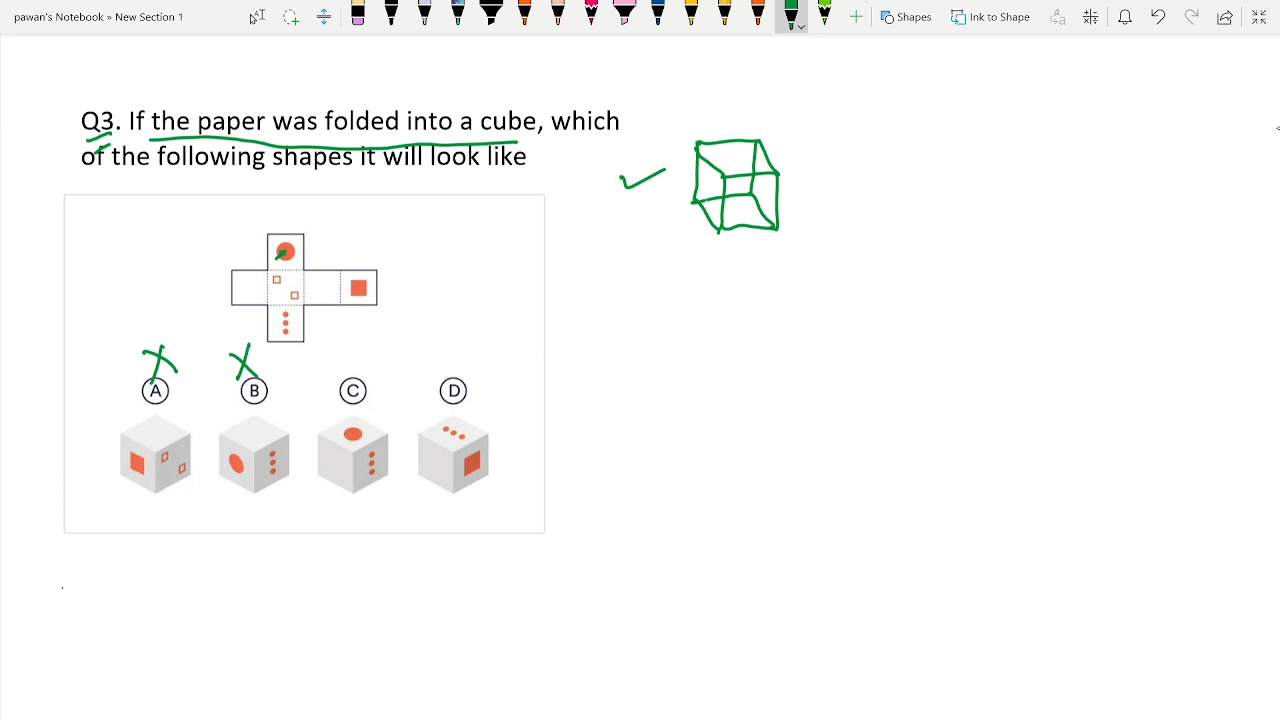 pawan's Notebook » New Section 1
Shapes
Ink to Shape
Q3. If the paper was folded into a cube, which
of the following shapes it will look like
A B C D